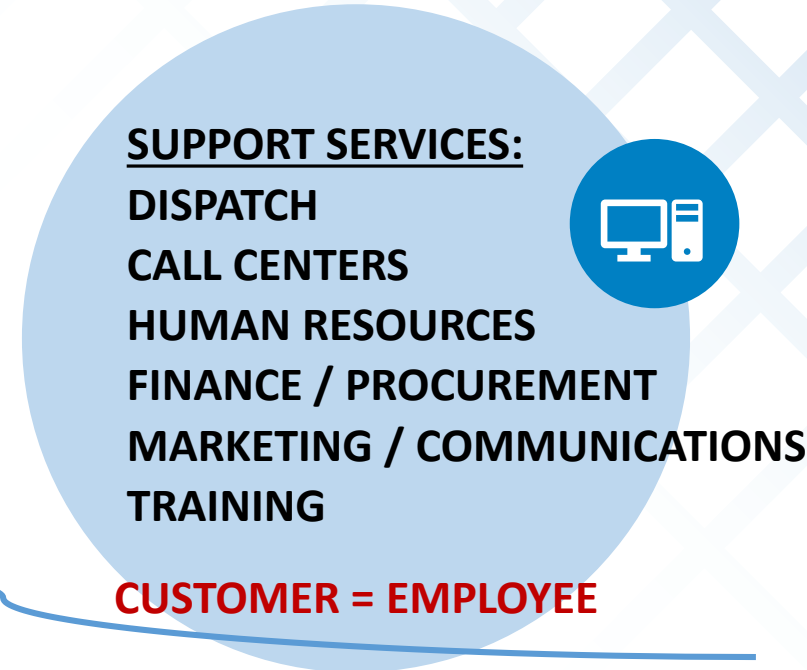 SUPPORT SERVICES:
DISPATCH
CALL CENTERS
HUMAN RESOURCES
FINANCE / PROCUREMENT
MARKETING / COMMUNICATIONS
TRAINING
CUSTOMER = EMPLOYEE